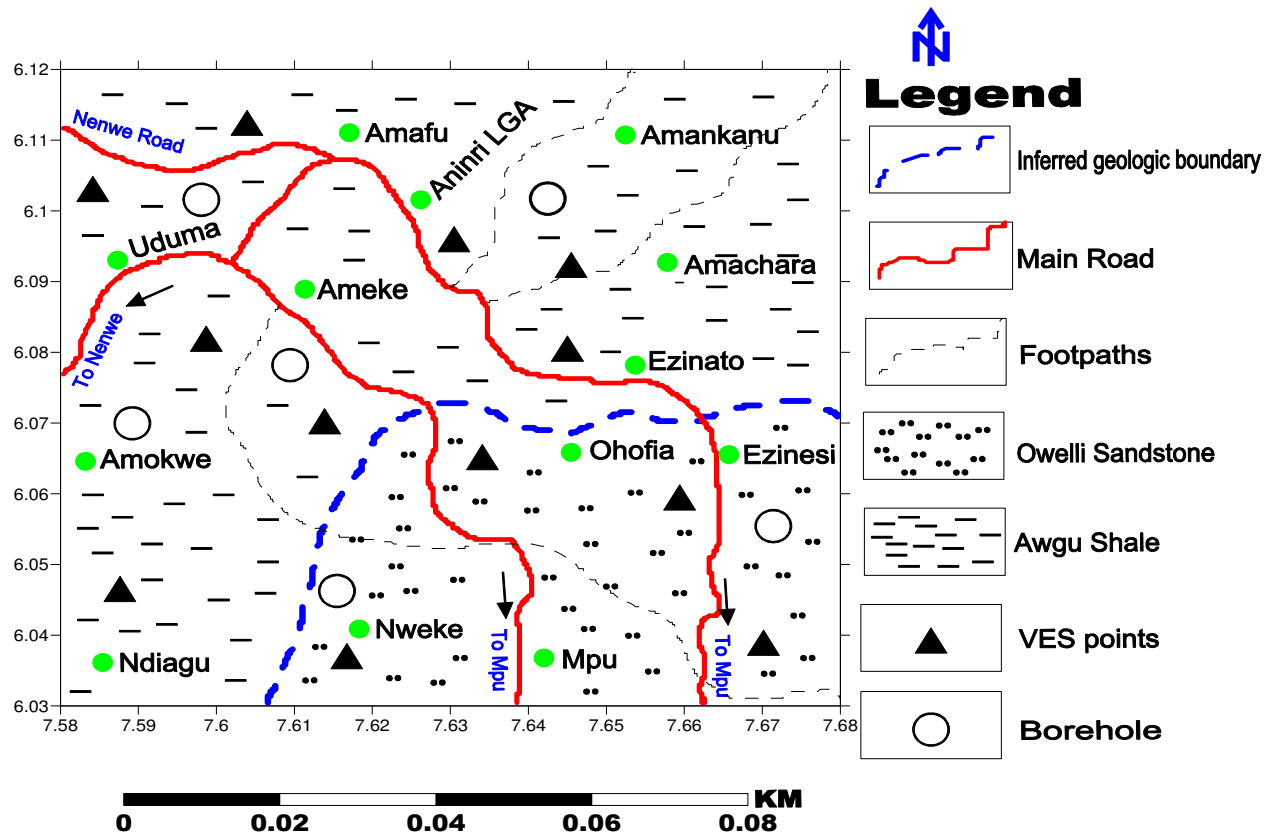 N
Legend
Inferred geologic boundary
Main Road
Footpaths
Owelli Sandstone
Awgu Shale
VES points
Borehole
6.12
6.11
6.1
6.09
6.08
6.07
6.06
6.05
6.04
6.03
7.58
7.59
7.6
7.61
7.62
7.63
7.64
7.65
7.66
7.67
7.68
Nenwe Road
Amafu
Aninri LGA
Amankanu
Uduma
Ameke
Amachara
To Nenwe
Ezinato
Amokwe
Ohofia
Ezinesi
Nweke
Ndiagu
To Mpu
Mpu
To Mpu
KM
0
0.02
0.04
0.06
0.08